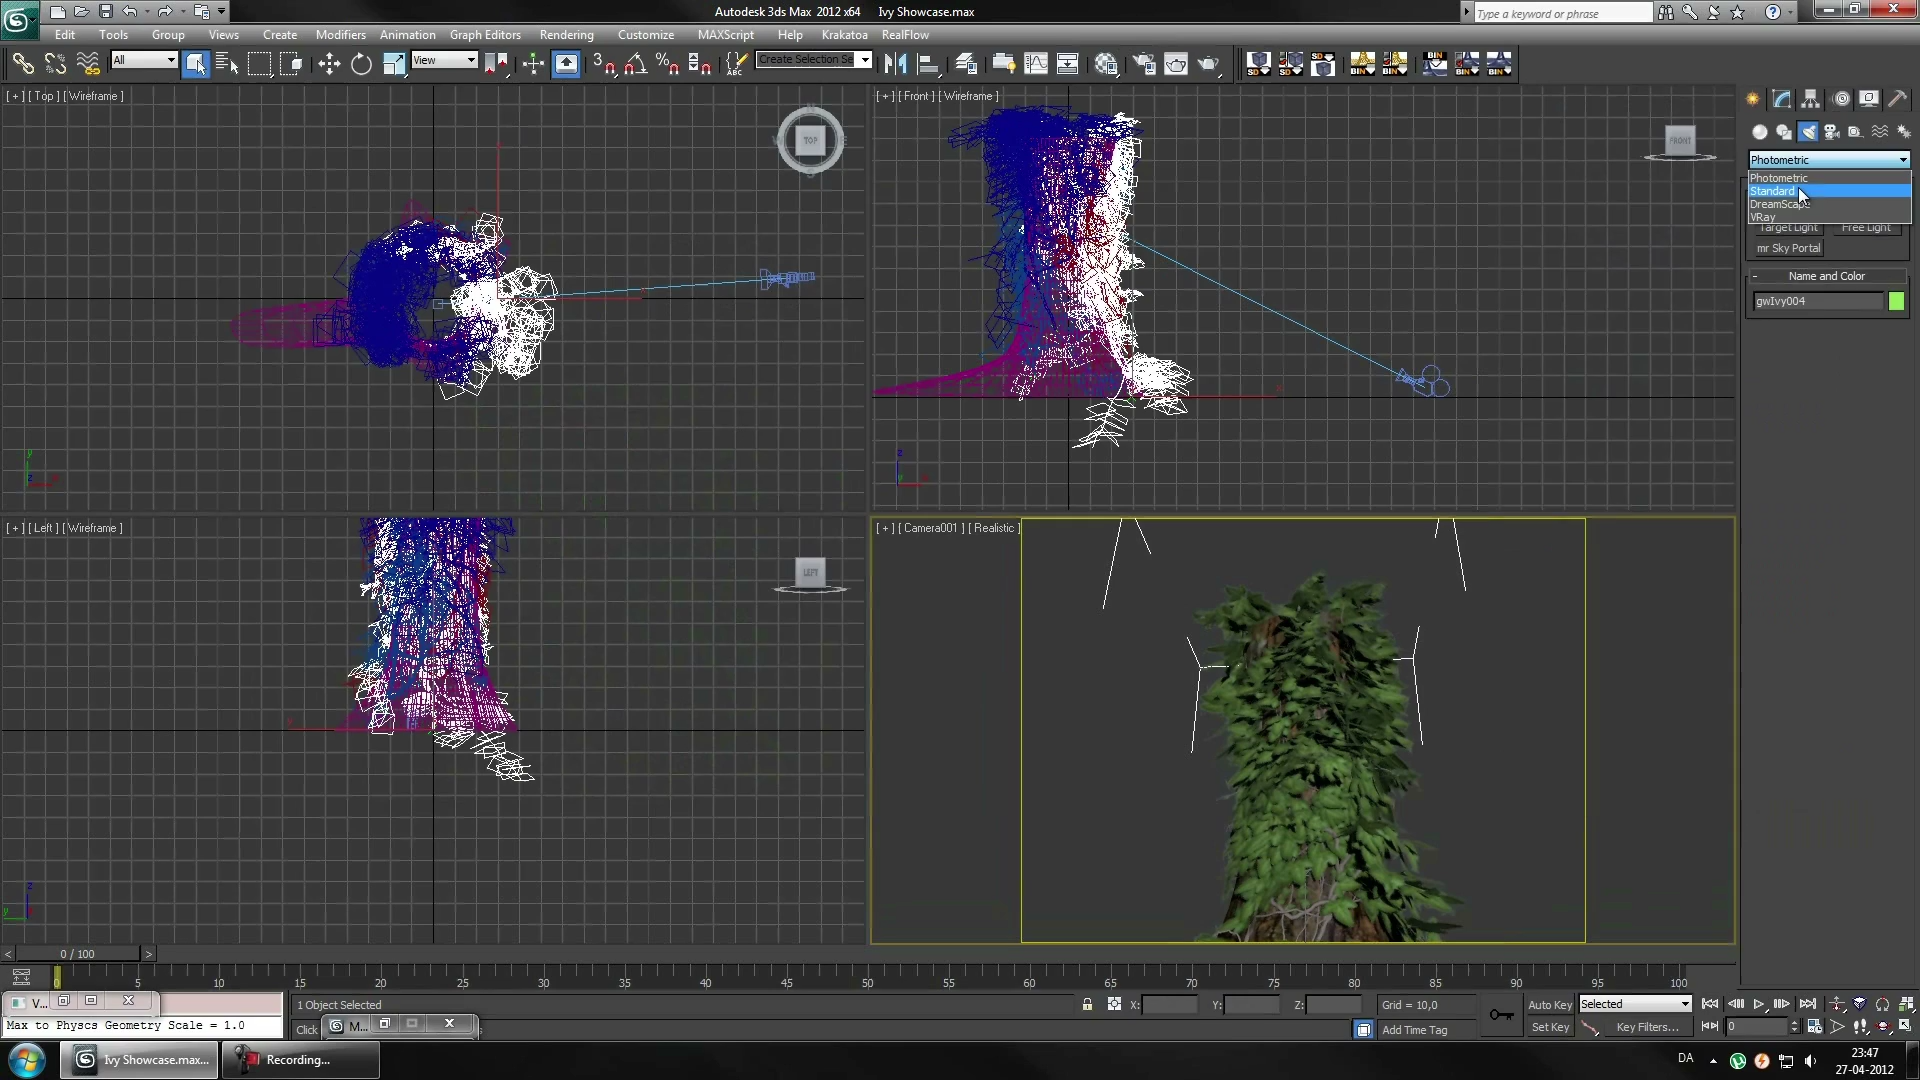 Autodesk 3ds Max 2012 x64 Ivy Showcase.max
Type a keyword or phrase
Edit Tools Group Views Create Modifiers Animation Graph Editors Rendering Customize MAXScript Help Krakatoa RealFlow
All View Create Selection Se
[ + ] [ Top ] [ Wireframe ]
[ + ] [ Front ] [ Wireframe ]
TOP
FRONT
Photometric
Photometric
Standard
DreamScape
VRay
Target Light Free Light
mr Sky Portal
- Name and Color
gwIvy004
[ + ] [ Left ] [ Wireframe ]
[ + ] [ Camera001 ] [ Realistic ]
LEFT
0 / 100
0 5 10 15 20 25 30 35 40 45 50 55 60 65 70 75 80 85 90 95 100
V...
1 Object Selected
X: Y: Z: Grid = 10,0
Auto Key Selected
Max to Physcs Geometry Scale = 1.0
Click M...
Add Time Tag
Set Key Key Filters... 0
Ivy Showcase.max... Recording...
DA
23:47
27-04-2012